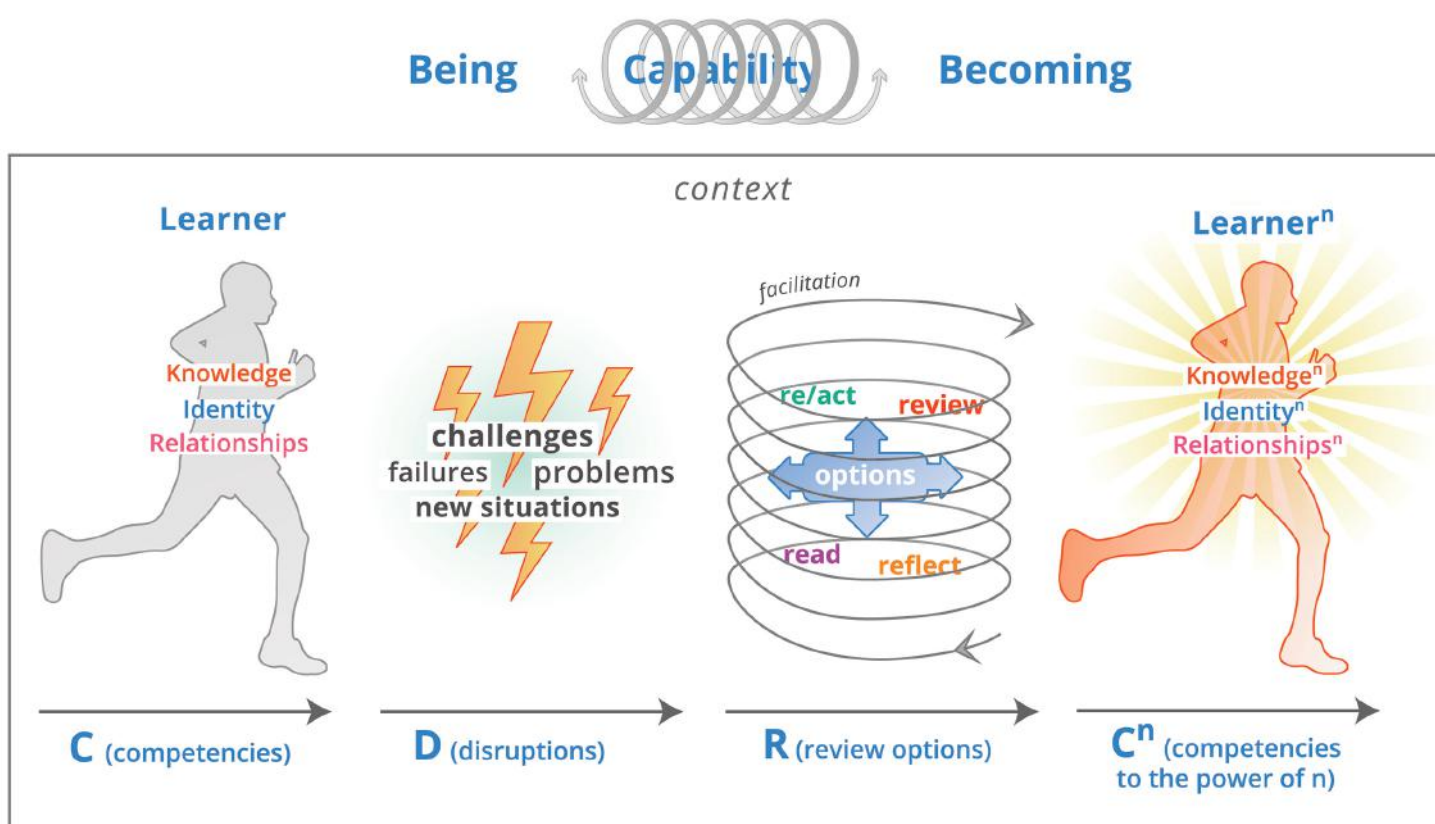 Being Capability Becoming
context
Learner
Knowledge
Identity
Relationships
challenges
failures problems
new situations
facilitation
re/act review
options
read reflect
Learnerⁿ
Knowledgeⁿ
Identityⁿ
Relationshipsⁿ
C (competencies)
D (disruptions)
R (review options)
Cⁿ (competencies
to the power of n)